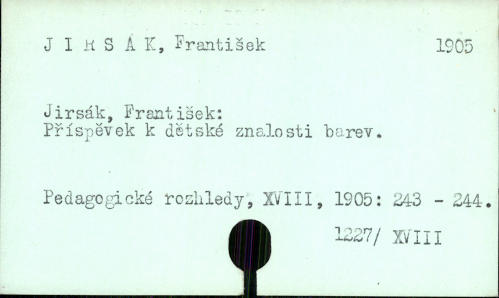 J I R S Á K, František 1905
Jirsák, František:
Příspěvek k dětské znalosti barev.
Pedagogické rozhledy, XVIII, 1905: 243 - 244.
1227/ XVIII